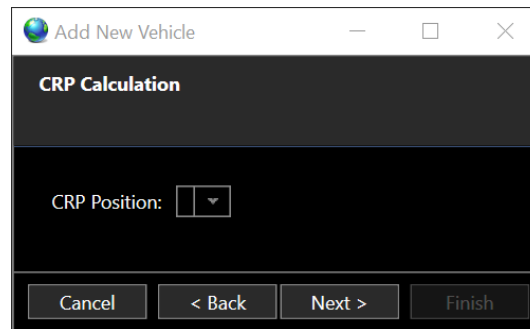 Add New Vehicle
CRP Calculation
CRP Position:
Cancel
< Back
Next >
Finish